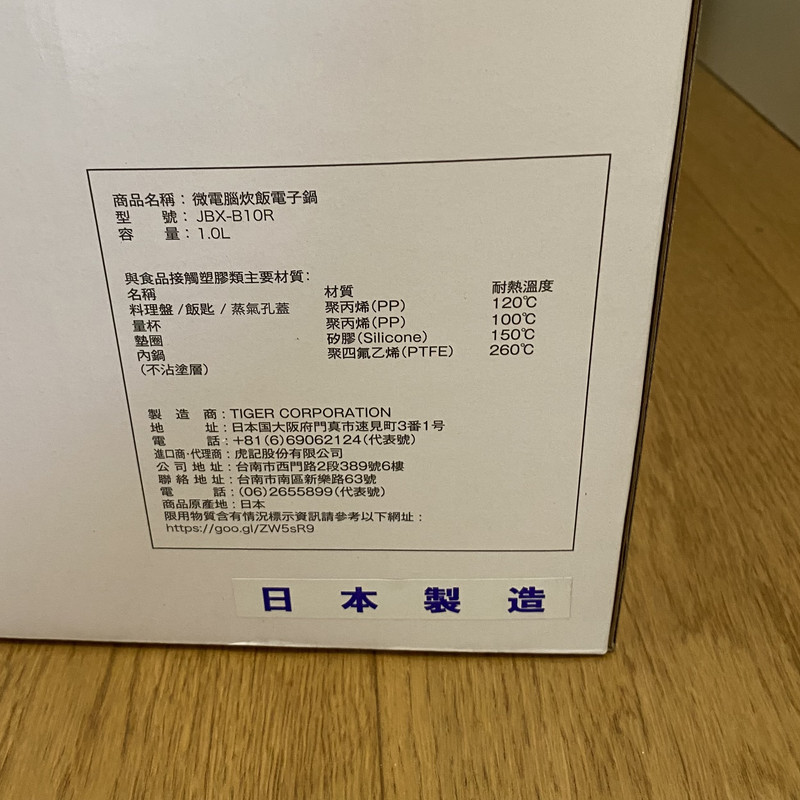 商品名稱：微電腦炊飯電子鍋
型　號：JBX-B10R
容　量：1.0L
與食品接觸塑膠類主要材質：
名稱　材質　耐熱溫度
料理盤/飯匙/蒸氣孔蓋　聚丙烯(PP)　120℃
量杯　聚丙烯(PP)　100℃
墊圈　矽膠(Silicone)　150℃
內鍋　聚四氟乙烯(PTFE)　260℃
(不沾塗層)
製造商：TIGER CORPORATION
地　址：日本国大阪府門真市速見町3番1号
電　話：+81(6)69062124(代表號)
進口商・代理商：虎記股份有限公司
公司地址：台南市西門路2段389號6樓
聯絡地址：台南市南區新樂路63號
電　話：(06)2655899(代表號)
商品原產地：日本
限用物質含有情況標示資訊請參考以下網址：
https://goo.gl/ZW5sR9
日本製造